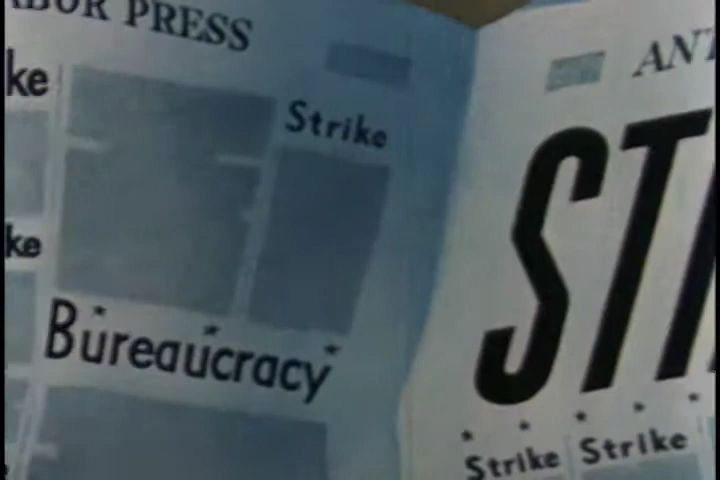 ABOR PRESS
ke
Strike
ke
Bureaucracy
ANT
ST
Strike Strike